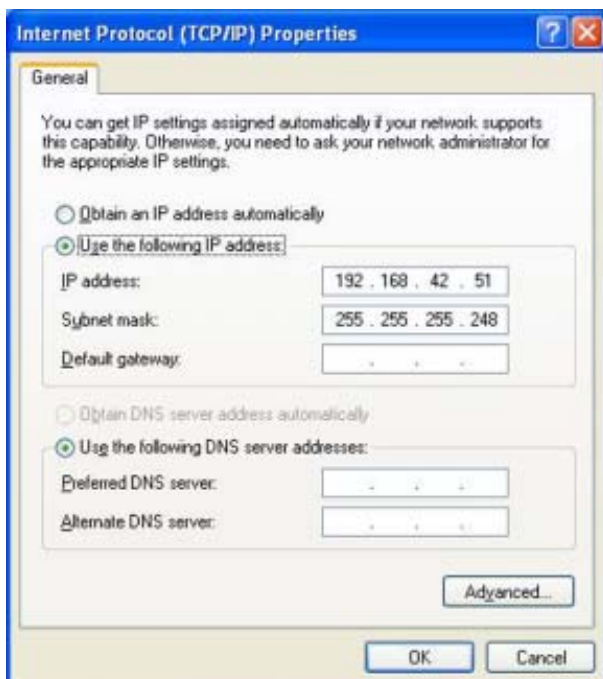 Internet Protocol (TCP/IP) Properties
General
You can get IP settings assigned automatically if your network supports
this capability. Otherwise, you need to ask your network administrator for
the appropriate IP settings.
Obtain an IP address automatically
Use the following IP address:
IP address: 192 . 168 . 42 . 51
Subnet mask: 255 . 255 . 255 . 248
Default gateway: . . .
Obtain DNS server address automatically
Use the following DNS server addresses:
Preferred DNS server: . . .
Alternate DNS server: . . .
Advanced...
OK Cancel